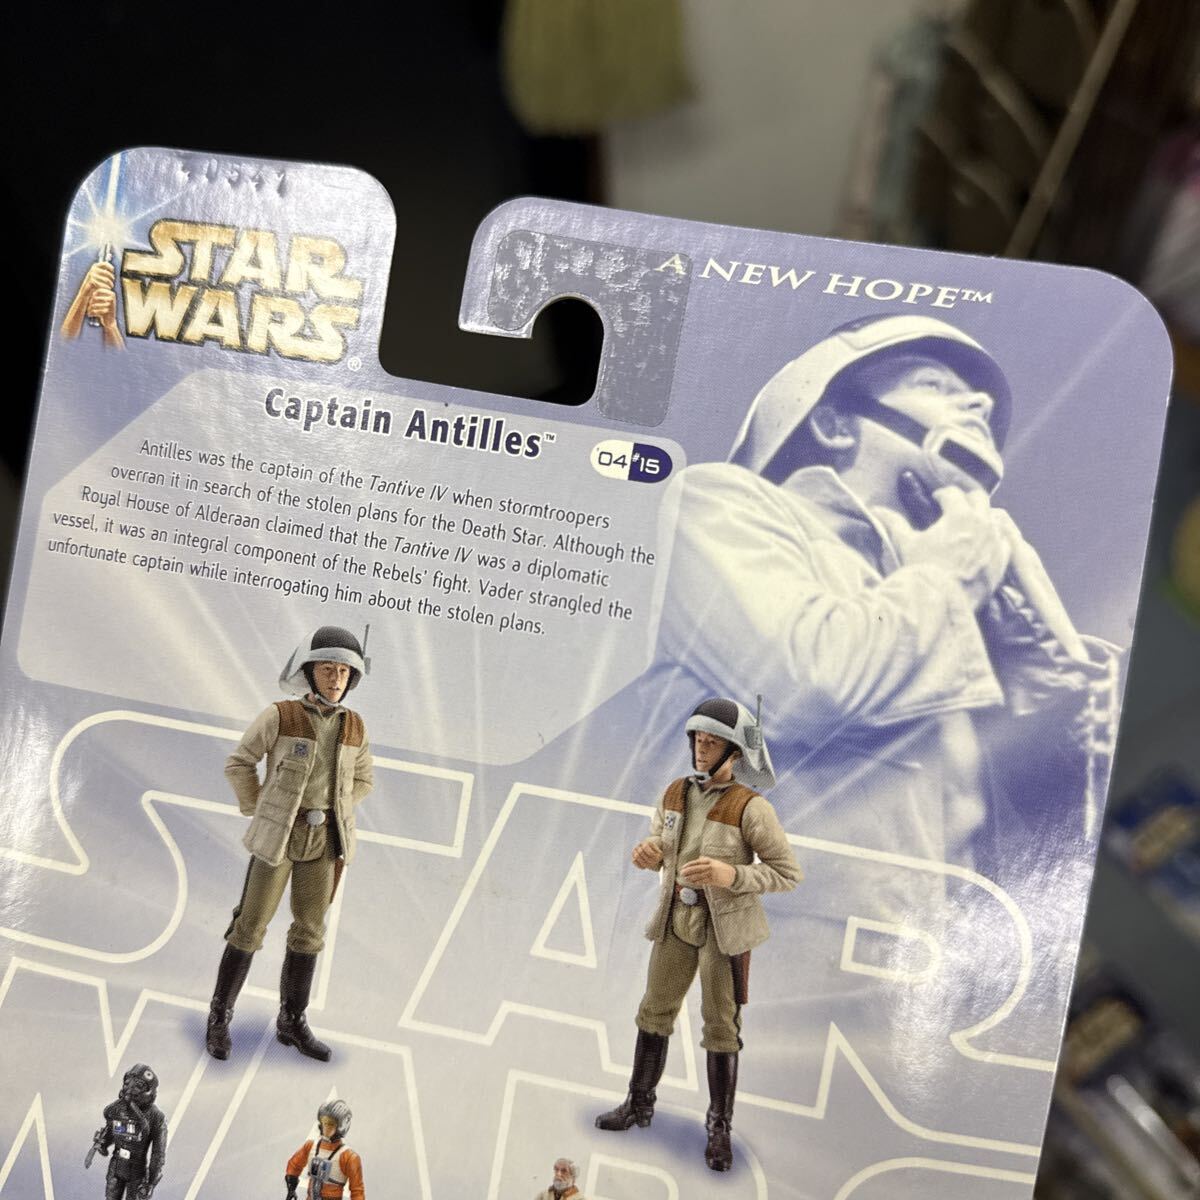 STAR
WARS®
A NEW HOPE™
Captain Antilles™
'04 #15
Antilles was the captain of the Tantive IV when stormtroopers
overran it in search of the stolen plans for the Death Star. Although the
Royal House of Alderaan claimed that the Tantive IV was a diplomatic
vessel, it was an integral component of the Rebels' fight. Vader strangled the
unfortunate captain while interrogating him about the stolen plans.
STAR
WARS